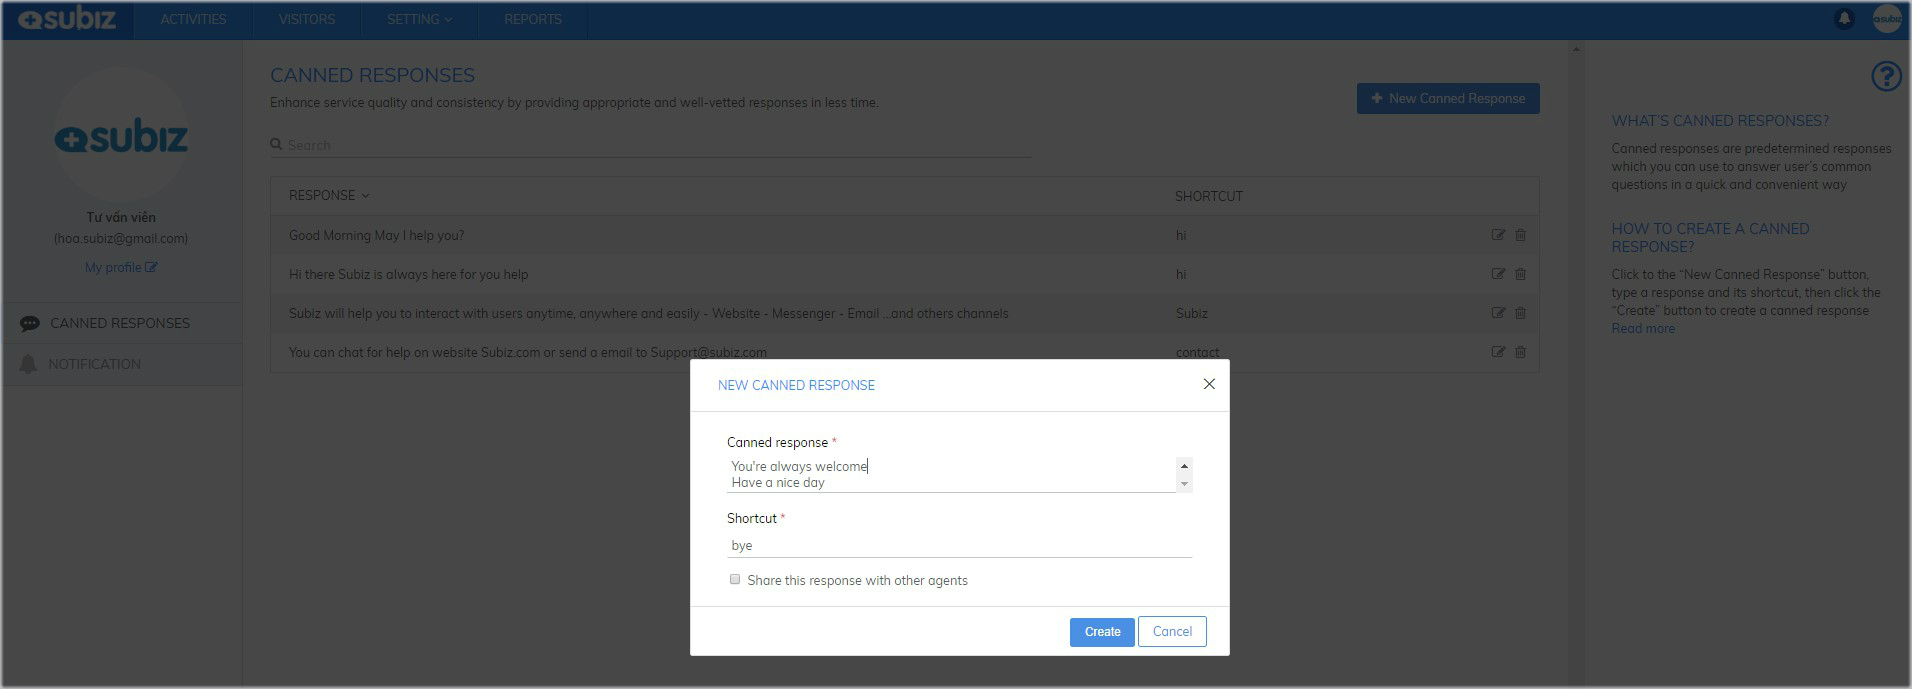 subiz
ACTIVITIES
VISITORS
SETTING
REPORTS
subiz
subiz
Tư vấn viên
(hoa.subiz@gmail.com)
My profile
CANNED RESPONSES
NOTIFICATION
CANNED RESPONSES
Enhance service quality and consistency by providing appropriate and well-vetted responses in less time.
+ New Canned Response
Search
RESPONSE
SHORTCUT
Good Morning May I help you?
hi
Hi there Subiz is always here for you help
hi
Subiz will help you to interact with users anytime, anywhere and easily - Website - Messenger - Email ...and others channels
Subiz
You can chat for help on website Subiz.com or send a email to Support@subiz.com
contact
NEW CANNED RESPONSE
Canned response *
You're always welcome
Have a nice day
Shortcut *
bye
Share this response with other agents
Create
Cancel
?
WHAT'S CANNED RESPONSES?
Canned responses are predetermined responses
which you can use to answer user's common
questions in a quick and convenient way
HOW TO CREATE A CANNED
RESPONSE?
Click to the “New Canned Response” button,
type a response and its shortcut, then click the
“Create” button to create a canned response
Read more